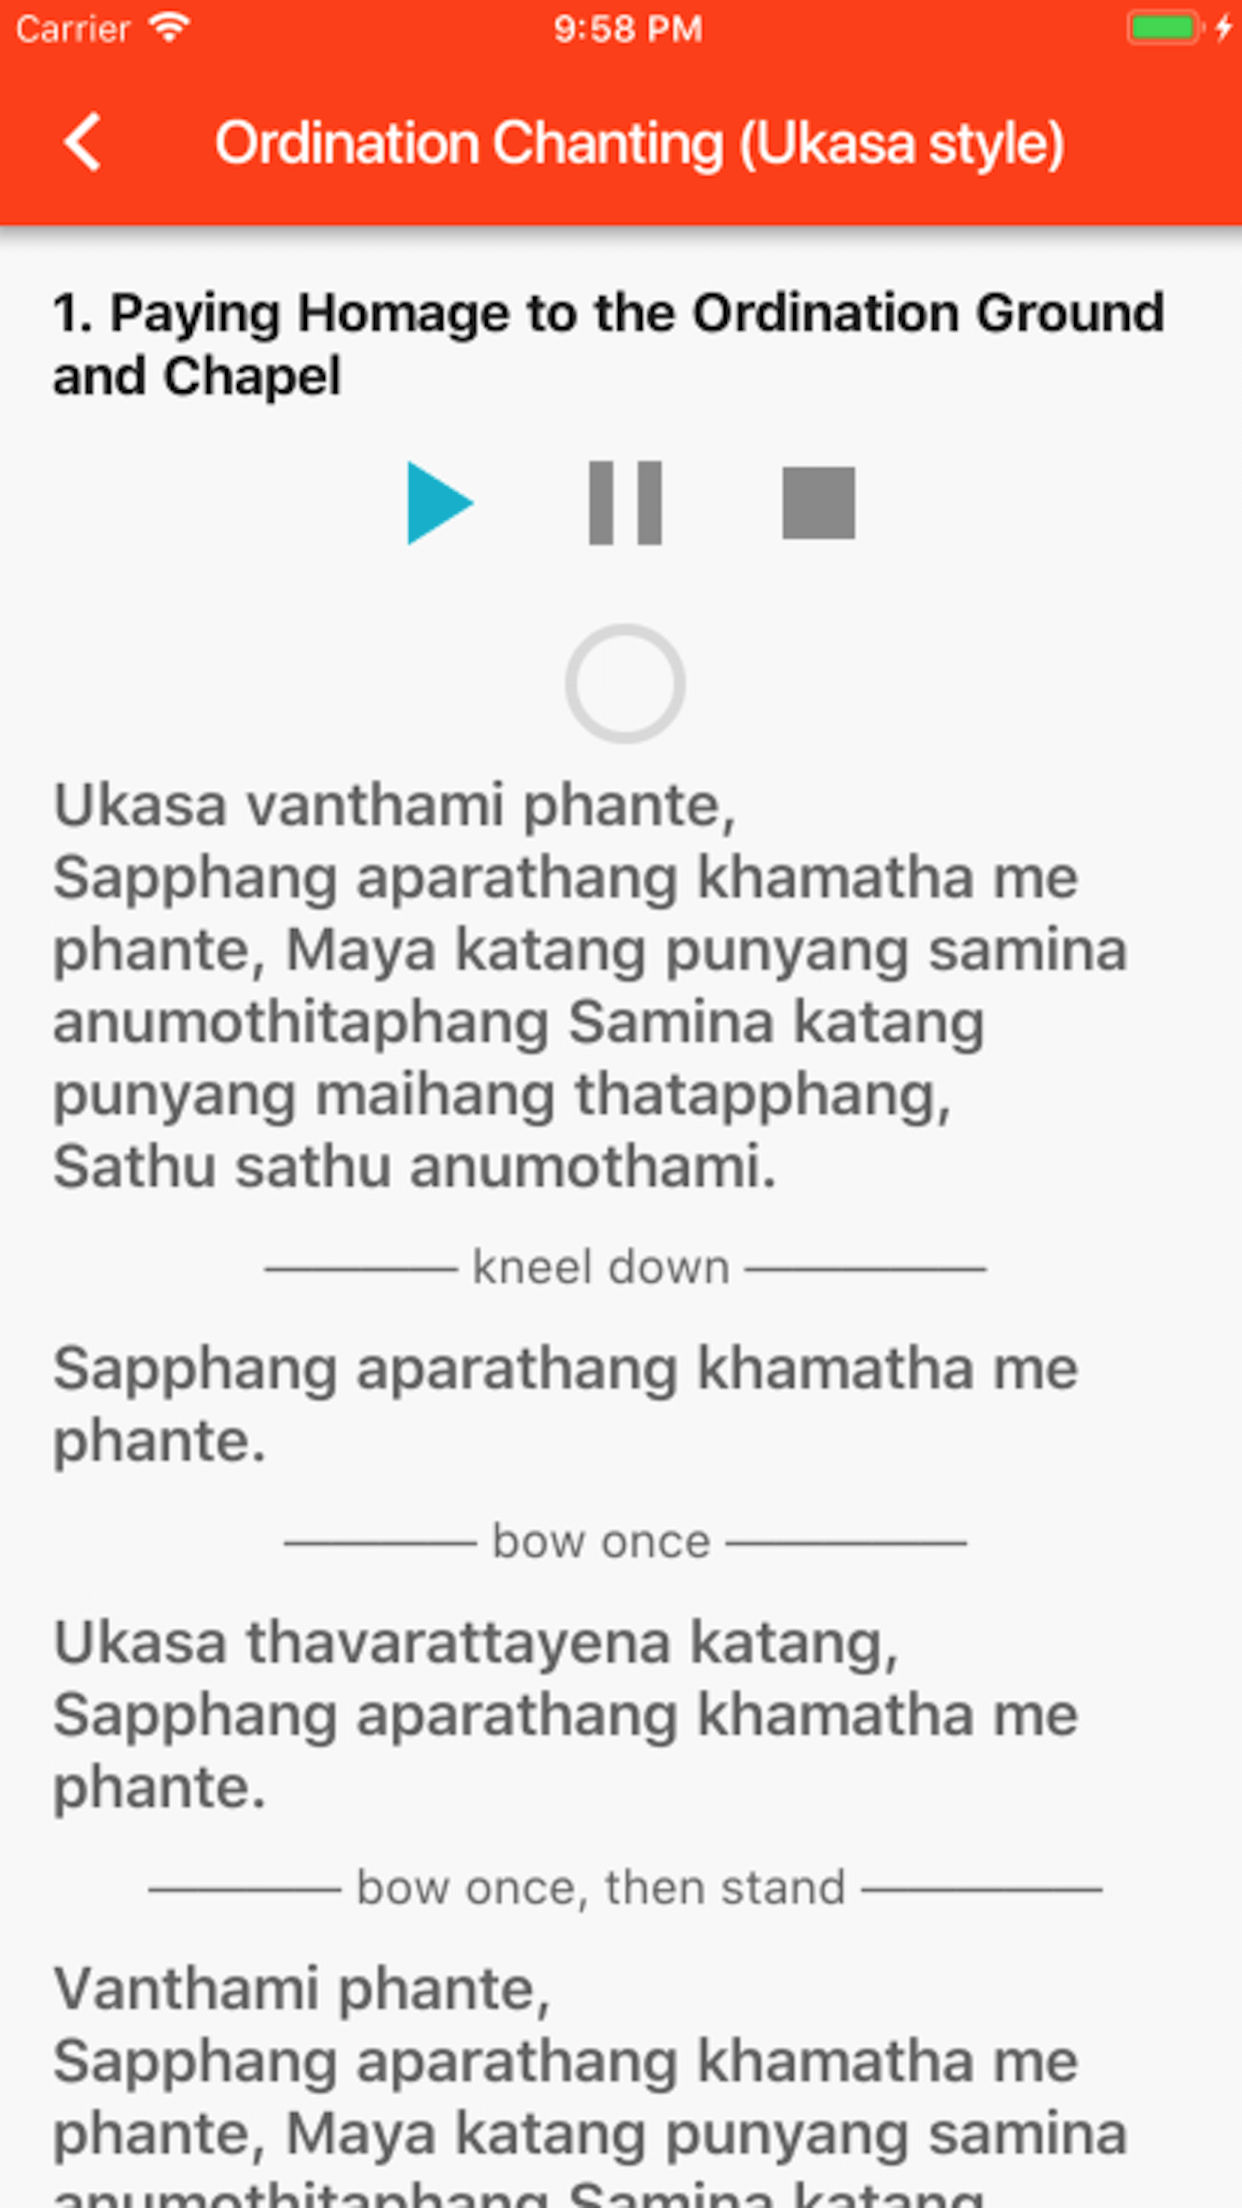 Carrier 9:58 PM
Ordination Chanting (Ukasa style)
1. Paying Homage to the Ordination Ground
and Chapel
Ukasa vanthami phante,
Sapphang aparathang khamatha me
phante, Maya katang punyang samina
anumothitaphang Samina katang
punyang maihang thatapphang,
Sathu sathu anumothami.
kneel down
Sapphang aparathang khamatha me
phante.
bow once
Ukasa thavarattayena katang,
Sapphang aparathang khamatha me
phante.
bow once, then stand
Vanthami phante,
Sapphang aparathang khamatha me
phante, Maya katang punyang samina
anumothitaphang Samina katang